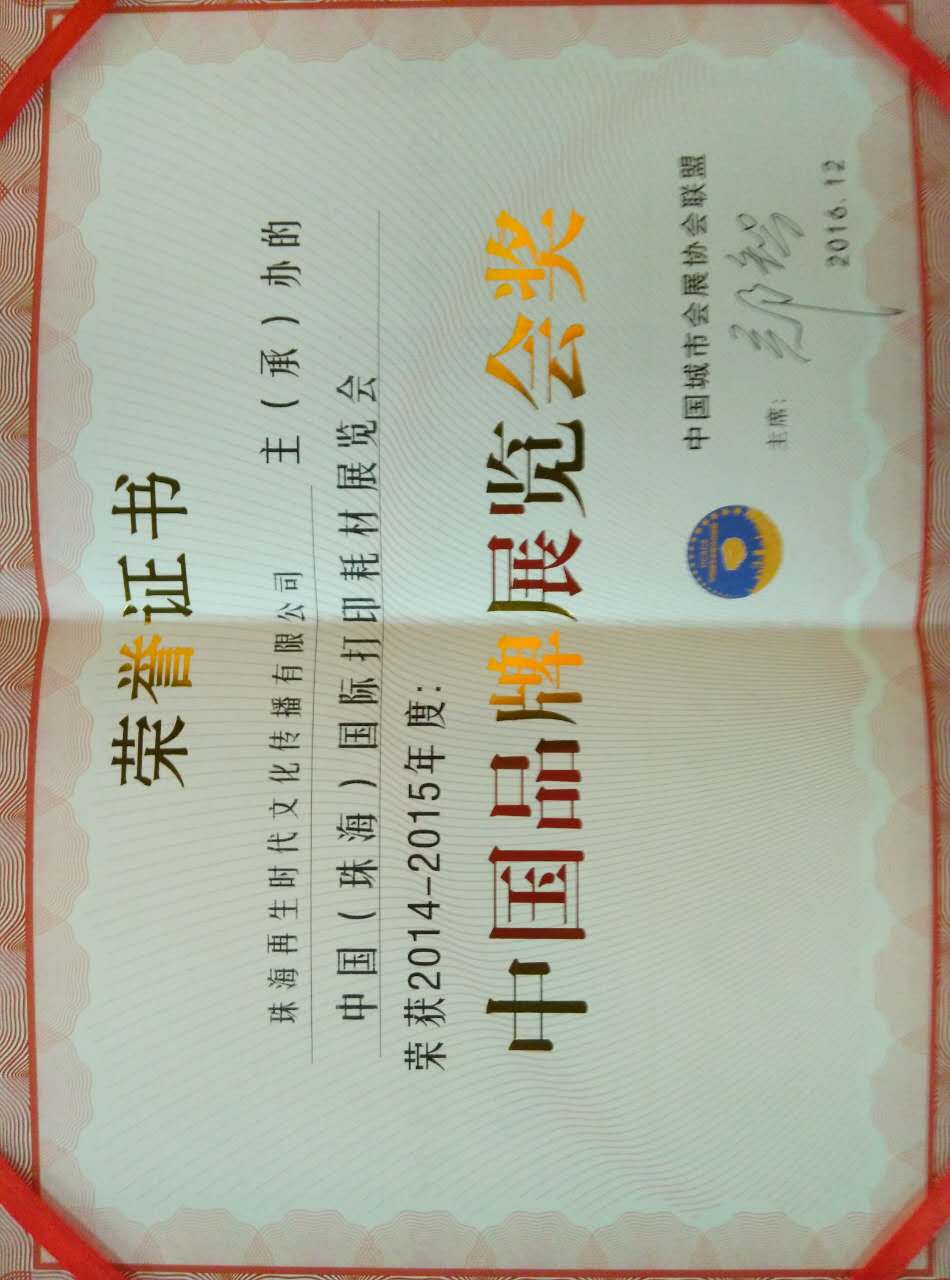 荣誉证书
珠海再生时代文化传播有限公司 主（承）办的
中国（珠海）国际打印耗材展览会
荣获2014-2015年度：
中国品牌展览会奖
中国城市会展协会联盟
主席：
2016.12